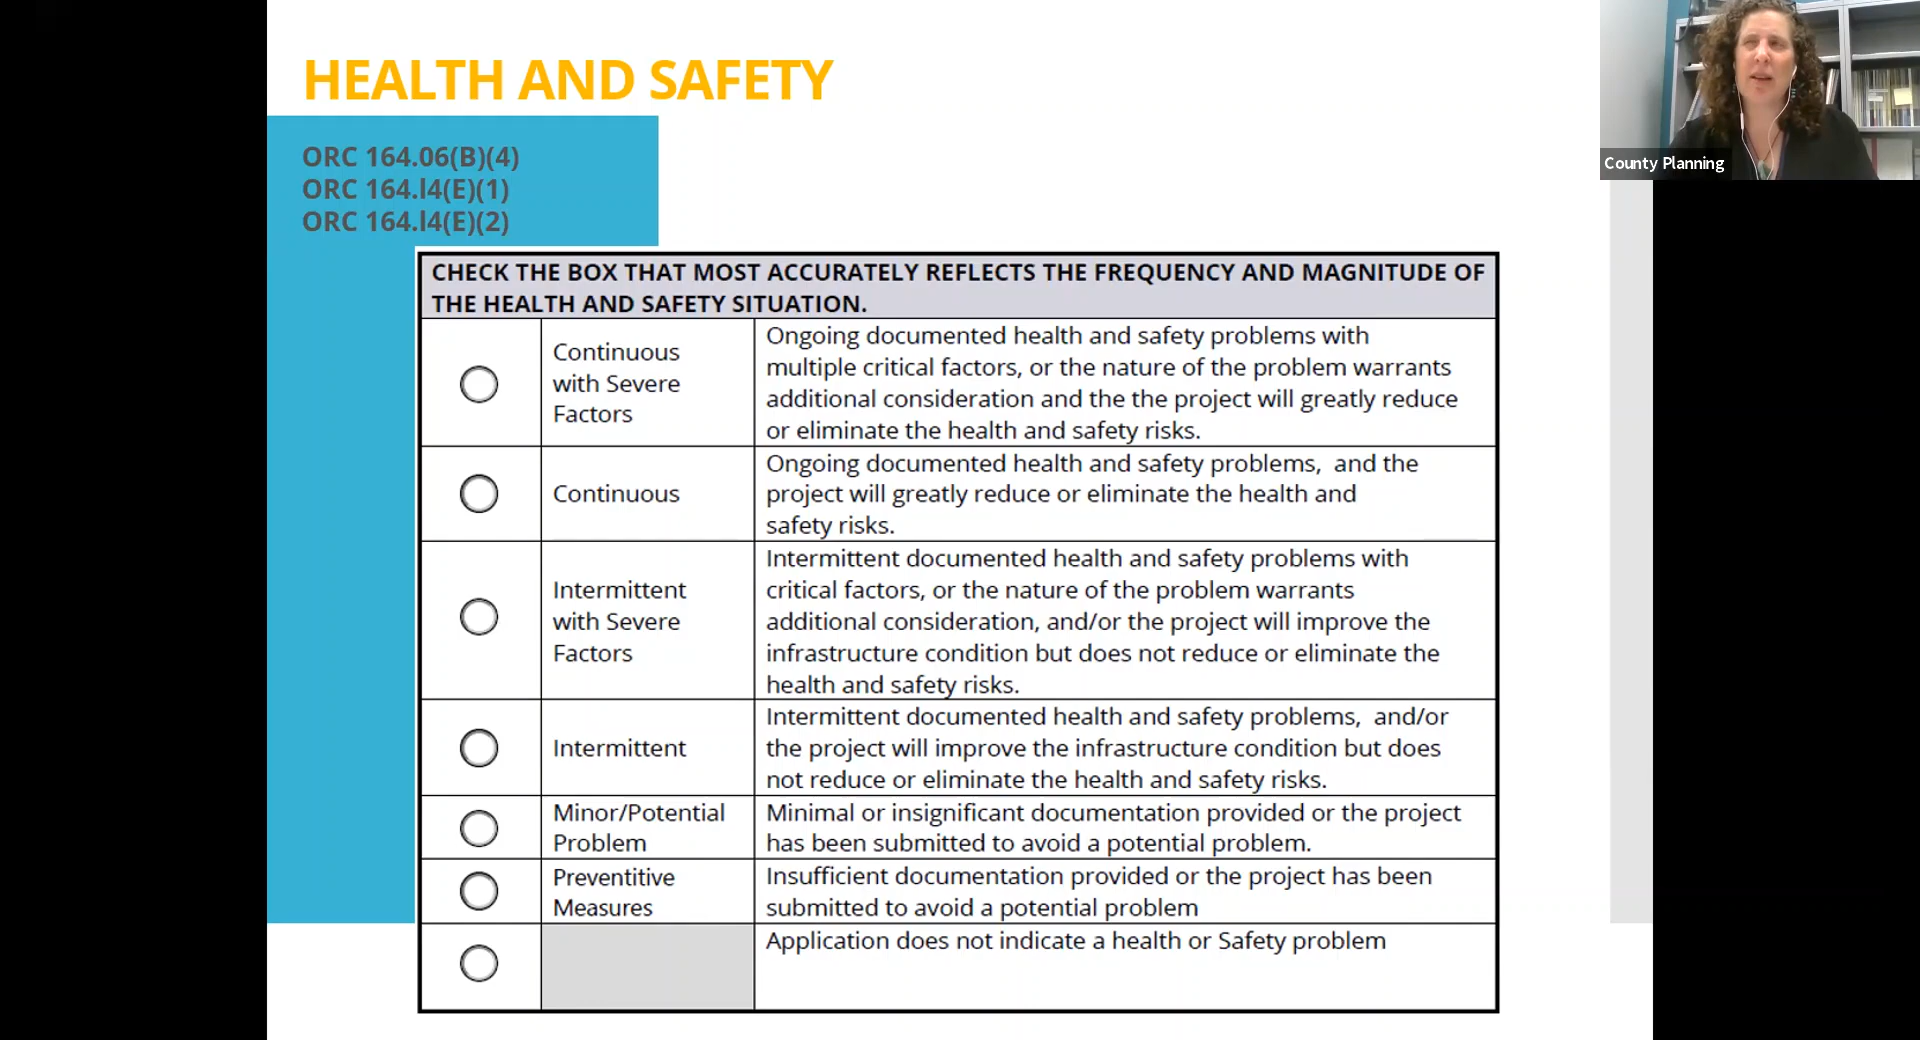 HEALTH AND SAFETY
ORC 164.06(B)(4)
ORC 164.l4(E)(1)
ORC 164.l4(E)(2)
County Planning
CHECK THE BOX THAT MOST ACCURATELY REFLECTS THE FREQUENCY AND MAGNITUDE OF
THE HEALTH AND SAFETY SITUATION.
Continuous
with Severe
Factors
Ongoing documented health and safety problems with
multiple critical factors, or the nature of the problem warrants
additional consideration and the the project will greatly reduce
or eliminate the health and safety risks.
Continuous
Ongoing documented health and safety problems,  and the
project will greatly reduce or eliminate the health and
safety risks.
Intermittent
with Severe
Factors
Intermittent documented health and safety problems with
critical factors, or the nature of the problem warrants
additional consideration, and/or the project will improve the
infrastructure condition but does not reduce or eliminate the
health and safety risks.
Intermittent
Intermittent documented health and safety problems,  and/or
the project will improve the infrastructure condition but does
not reduce or eliminate the health and safety risks.
Minor/Potential
Problem
Minimal or insignificant documentation provided or the project
has been submitted to avoid a potential problem.
Preventitive
Measures
Insufficient documentation provided or the project has been
submitted to avoid a potential problem
Application does not indicate a health or Safety problem